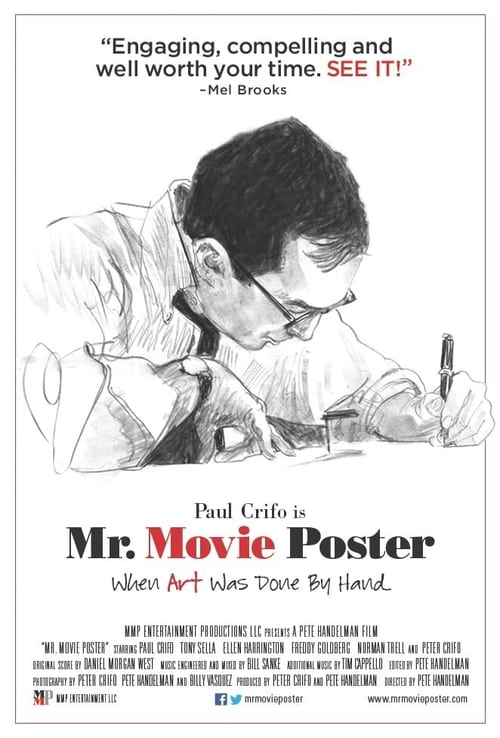 “Engaging, compelling and
well worth your time. SEE IT!”
–Mel Brooks
Paul Crifo is
Mr. Movie Poster
When Art Was Done By Hand
MMP ENTERTAINMENT PRODUCTIONS LLC PRESENTS A PETE HANDELMAN FILM
"MR. MOVIE POSTER" STARRING PAUL CRIFO TONY SELLA ELLEN HARRINGTON FREDDY GOLDBERG NORMAN TRELL AND PETER CRIFO
ORIGINAL SCORE BY DANIEL MORGAN WEST MUSIC ENGINEERED AND MIXED BY BILL SANKE ADDITIONAL MUSIC BY TIM CAPPELLO EDITED BY PETE HANDELMAN
PHOTOGRAPHY BY PETER CRIFO PETE HANDELMAN AND BILLY VASQUEZ PRODUCED BY PETER CRIFO AND PETE HANDELMAN DIRECTED BY PETE HANDELMAN
MMP MMP ENTERTAINMENT LLC mrmovieposter www.mrmovieposter.com